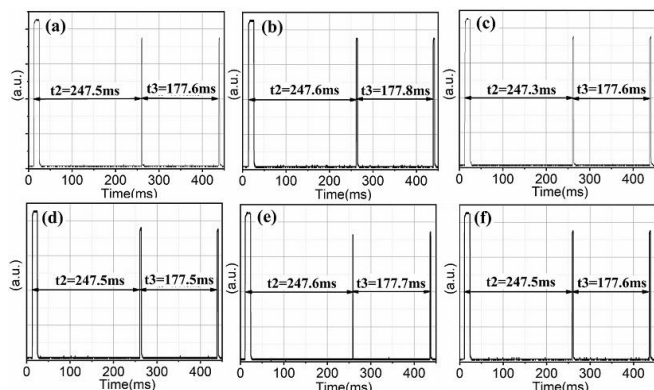 (a)
t2=247.5ms t3=177.6ms
(a.u.)
0 100 200 300 400
Time(ms)
(b)
t2=247.6ms t3=177.8ms
(a.u.)
0 100 200 300 400
Time(ms)
(c)
t2=247.3ms t3=177.6ms
(a.u.)
0 100 200 300 400
Time(ms)
(d)
t2=247.5ms t3=177.5ms
(a.u.)
0 100 200 300 400
Time(ms)
(e)
t2=247.6ms t3=177.7ms
(a.u.)
0 100 200 300 400
Time(ms)
(f)
t2=247.5ms t3=177.6ms
(a.u.)
0 100 200 300 400
Time(ms)